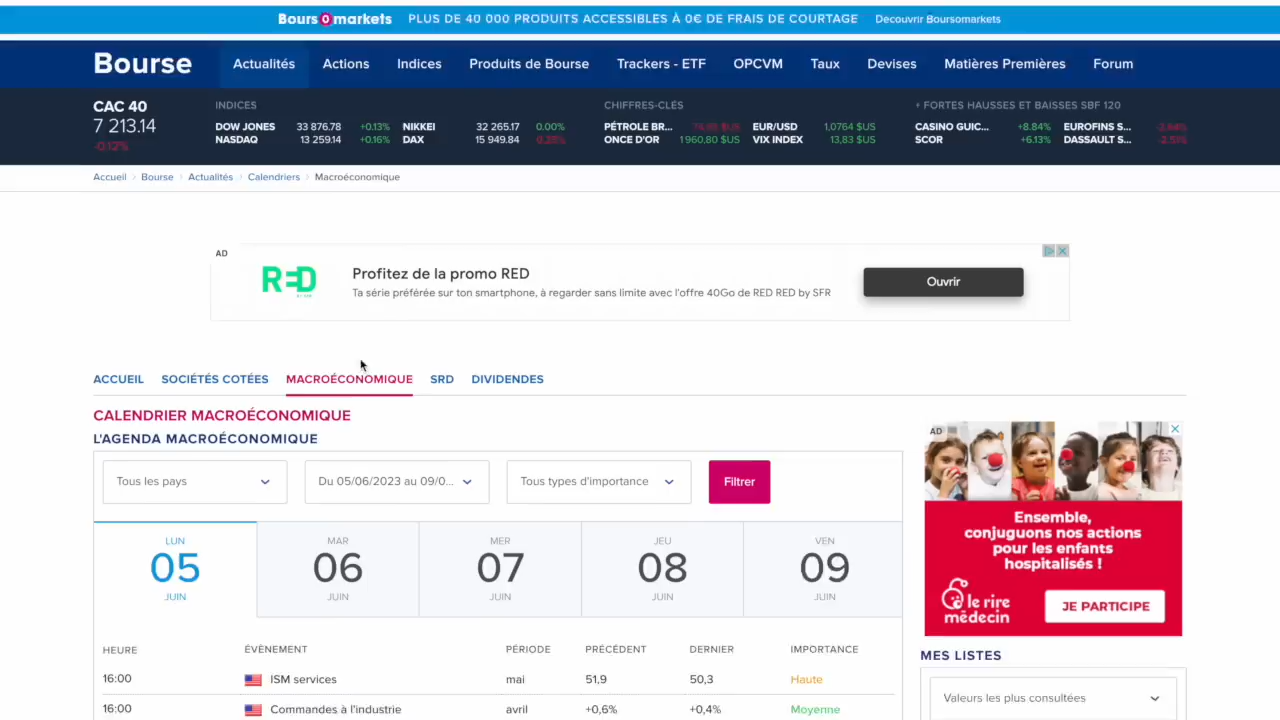 BoursOmarkets PLUS DE 40 000 PRODUITS ACCESSIBLES À 0€ DE FRAIS DE COURTAGE Decouvrir Boursomarkets
Bourse Actualités Actions Indices Produits de Bourse Trackers - ETF OPCVM Taux Devises Matières Premières Forum
CAC 40 INDICES CHIFFRES-CLÉS + FORTES HAUSSES ET BAISSES SBF 120
7 213.14 DOW JONES 33 876.78 +0.13% NIKKEI 32 265.17 0.00% PÉTROLE BR... EUR/USD 1,0764 $US CASINO GUIC... +8.84% EUROFINS S...
-0.12% NASDAQ 13 259.14 +0.16% DAX 15 949.84 ONCE D'OR 1 960,80 $US VIX INDEX 13,83 $US SCOR +6.13% DASSAULT S...
Accueil Bourse Actualités Calendriers Macroéconomique
AD
RED Profitez de la promo RED
Ta série préférée sur ton smartphone, à regarder sans limite avec l'offre 40Go de RED RED by SFR
Ouvrir
ACCUEIL SOCIÉTÉS COTÉES MACROÉCONOMIQUE SRD DIVIDENDES
CALENDRIER MACROÉCONOMIQUE
L'AGENDA MACROÉCONOMIQUE
Tous les pays Du 05/06/2023 au 09/0... Tous types d'importance Filtrer
LUN MAR MER JEU VEN
05 06 07 08 09
JUIN JUIN JUIN JUIN JUIN
HEURE ÉVÈNEMENT PÉRIODE PRÉCÉDENT DERNIER IMPORTANCE
16:00 ISM services mai 51,9 50,3 Haute
16:00 Commandes à l'industrie avril +0,6% +0,4% Moyenne
AD
Ensemble,
conjuguons nos actions
pour les enfants
hospitalisés !
le rire
médecin
JE PARTICIPE
MES LISTES
Valeurs les plus consultées